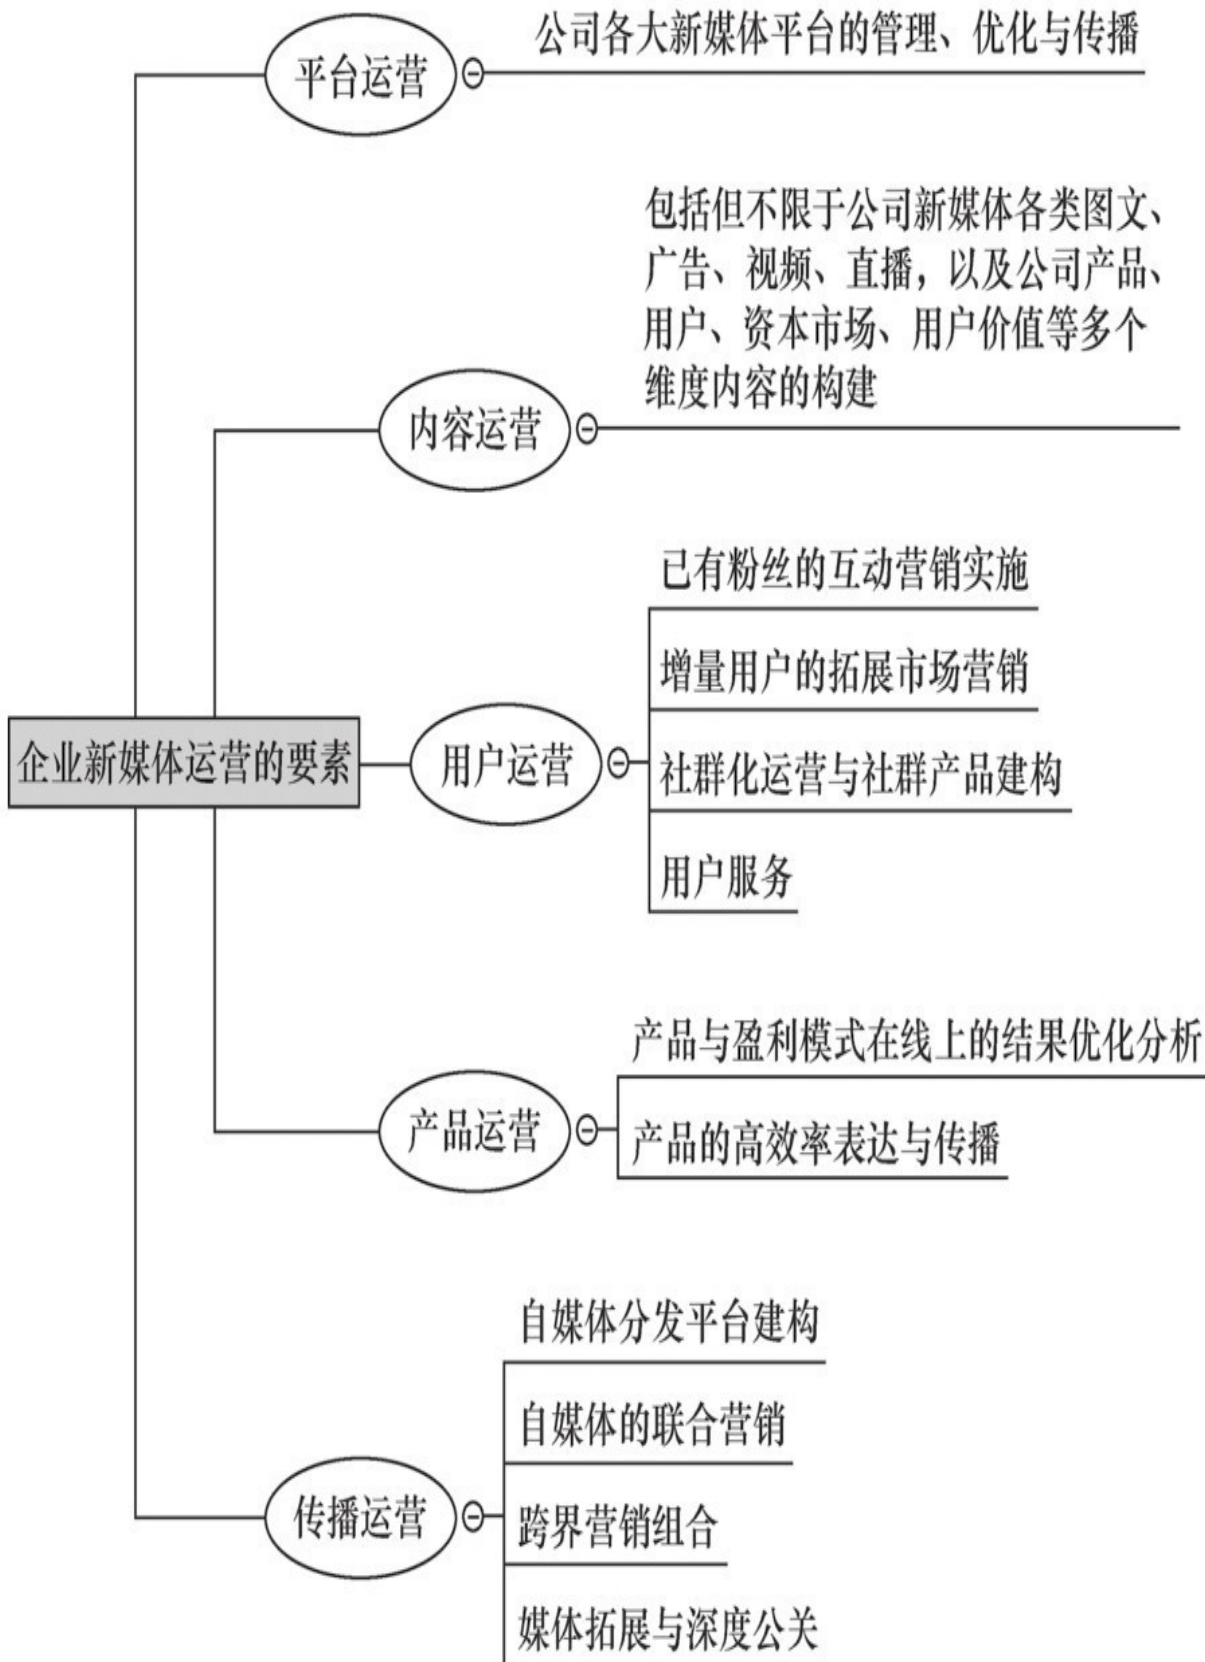 公司各大新媒体平台的管理、优化与传播
平台运营
包括但不限于公司新媒体各类图文、
广告、视频、直播，以及公司产品、
用户、资本市场、用户价值等多个
维度内容的构建
内容运营
已有粉丝的互动营销实施
增量用户的拓展市场营销
企业新媒体运营的要素
用户运营
社群化运营与社群产品建构
用户服务
产品与盈利模式在线上的结果优化分析
产品运营
产品的高效率表达与传播
自媒体分发平台建构
自媒体的联合营销
传播运营
跨界营销组合
媒体拓展与深度公关